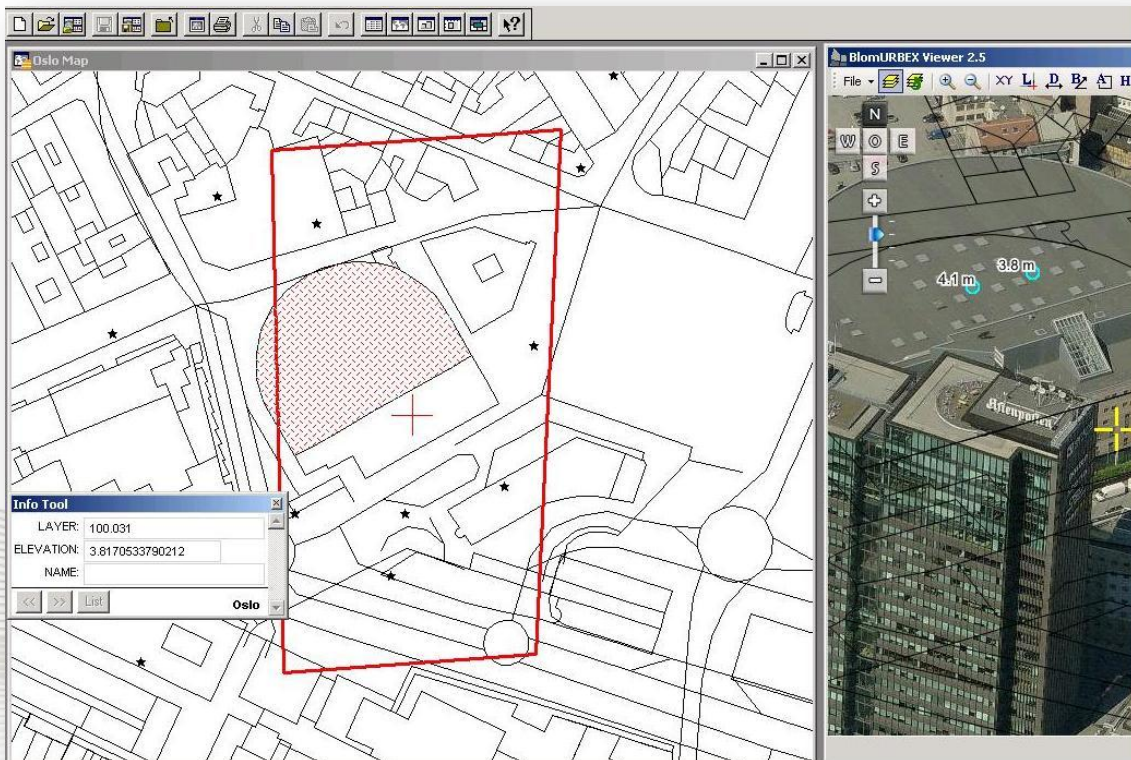 Oslo Map
BlomURBEX Viewer 2.5
File
XY
L
D
B
A
H
N
W O E
S
4.1 m
3.8 m
Aftenposten
Info Tool
LAYER: 100.031
ELEVATION: 3.8170533790212
NAME:
<< >> List
Oslo